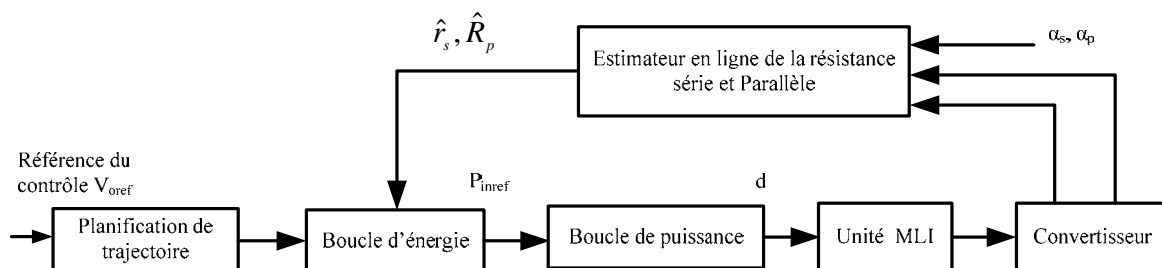 r̂ₛ, R̂ₚ
Estimateur en ligne de la résistance
série et Parallèle
αₛ, αₚ
Référence du
contrôle Vₒᵣₑf
Planification de
trajectoire
Boucle d’énergie
Pᵢₙᵣₑf
Boucle de puissance
d
Unité MLI
Convertisseur